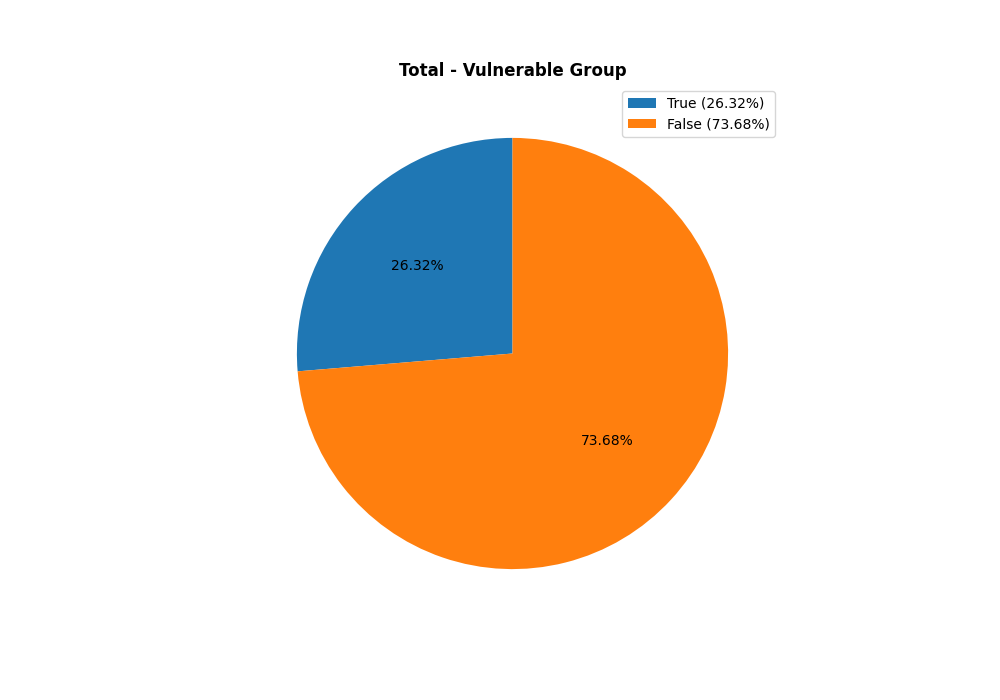 Total - Vulnerable Group
True (26.32%)
False (73.68%)
26.32%
73.68%